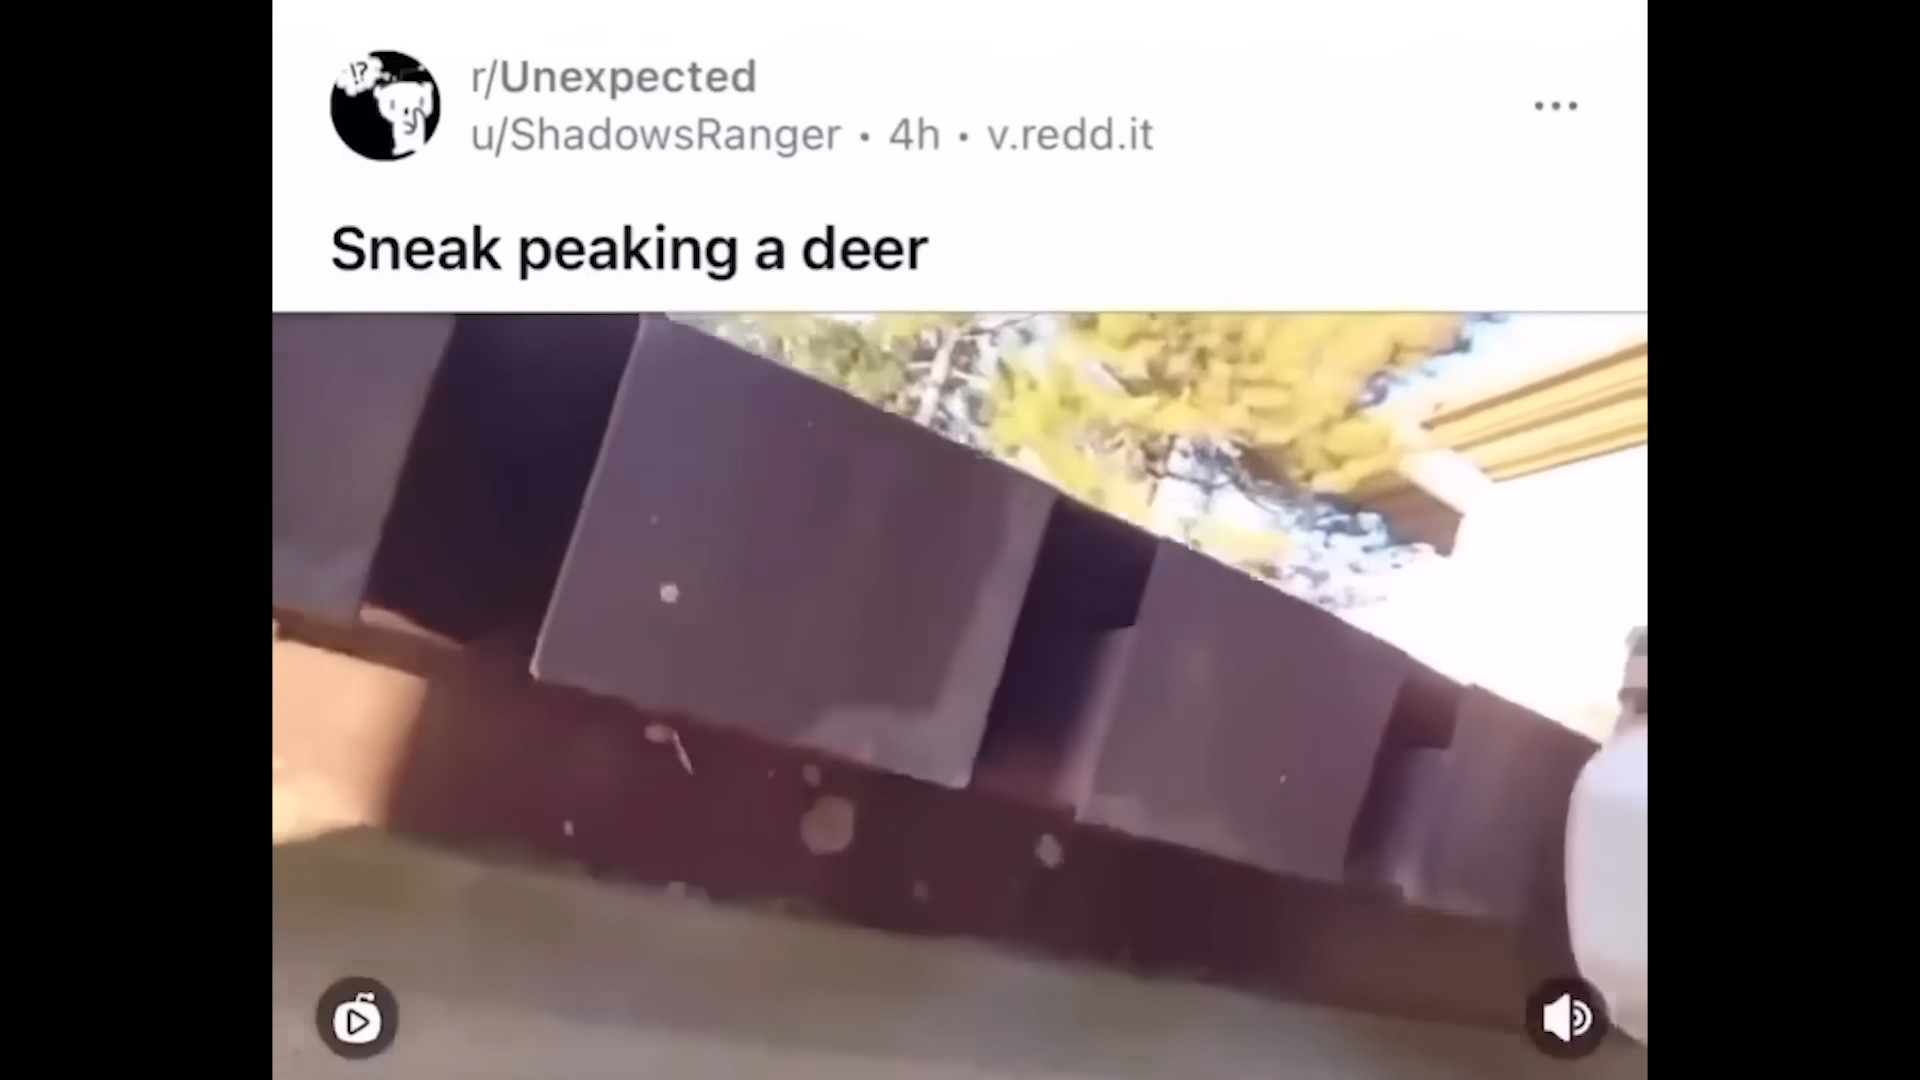 !?
r/Unexpected
u/ShadowsRanger • 4h • v.redd.it
Sneak peaking a deer